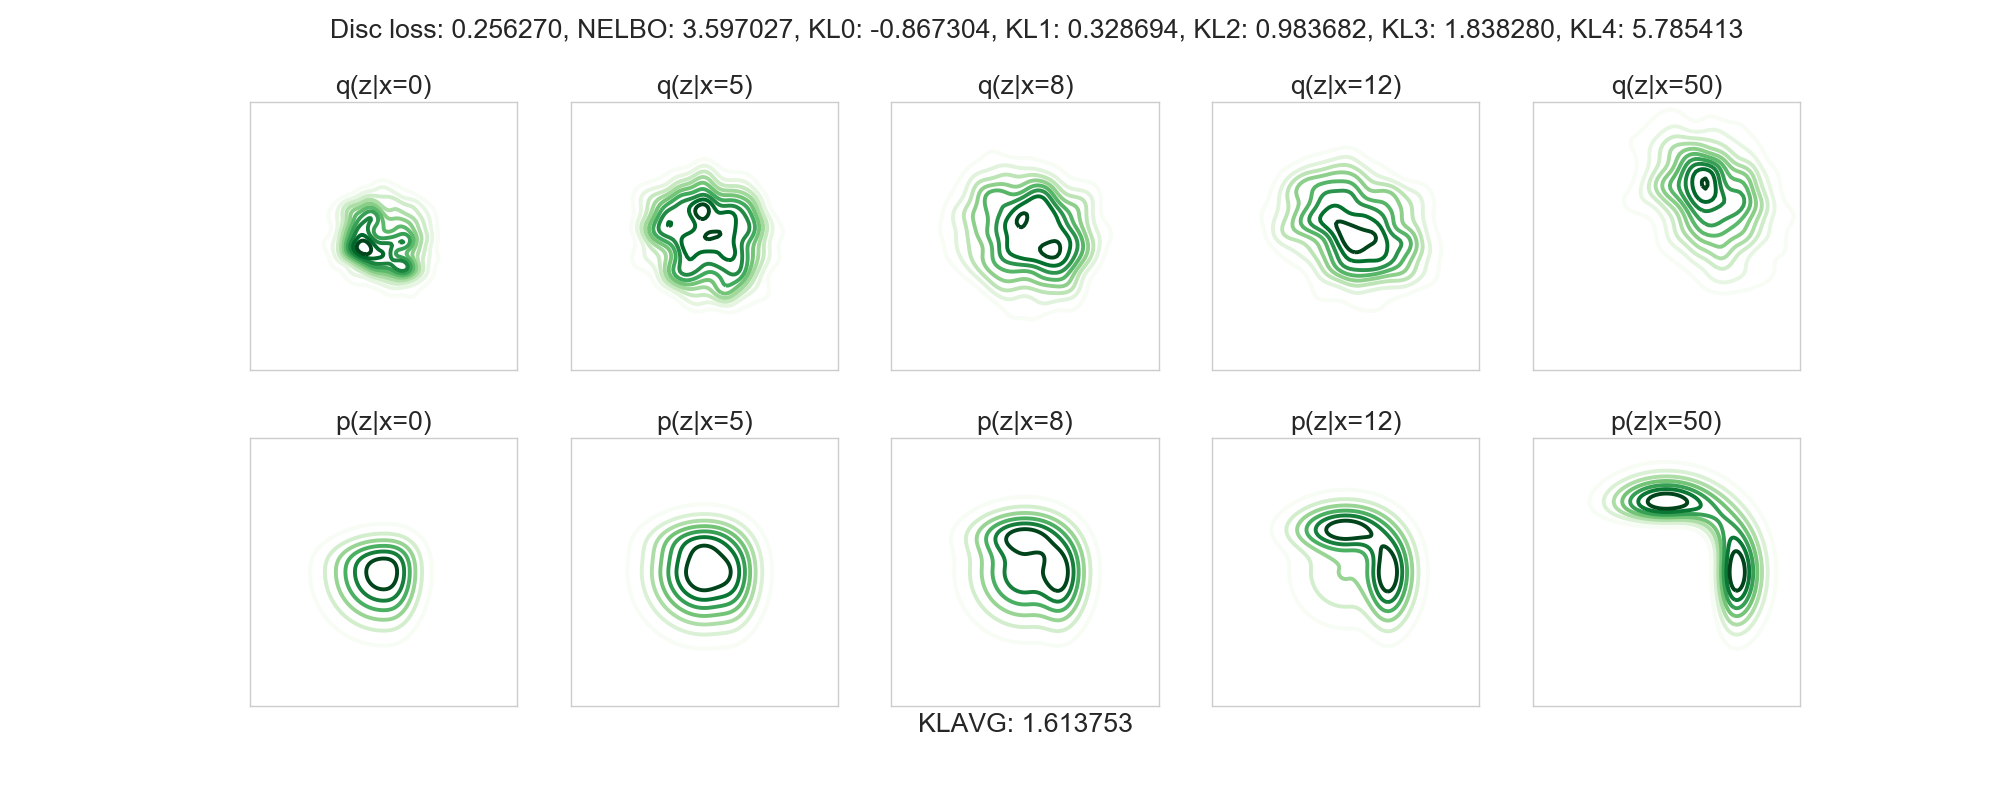 Disc loss: 0.256270, NELBO: 3.597027, KL0: -0.867304, KL1: 0.328694, KL2: 0.983682, KL3: 1.838280, KL4: 5.785413
q(z|x=0) q(z|x=5) q(z|x=8) q(z|x=12) q(z|x=50)
p(z|x=0) p(z|x=5) p(z|x=8) p(z|x=12) p(z|x=50)
KLAVG: 1.613753